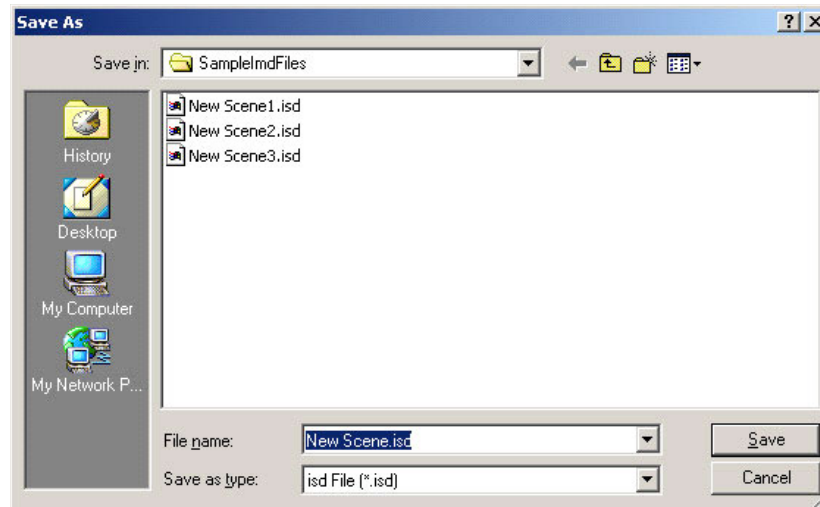 Save As
Save in: SampleImdFiles
New Scene1.isd
New Scene2.isd
New Scene3.isd
History
Desktop
My Computer
My Network P...
File name: New Scene.isd Save
Save as type: isd File (*.isd) Cancel